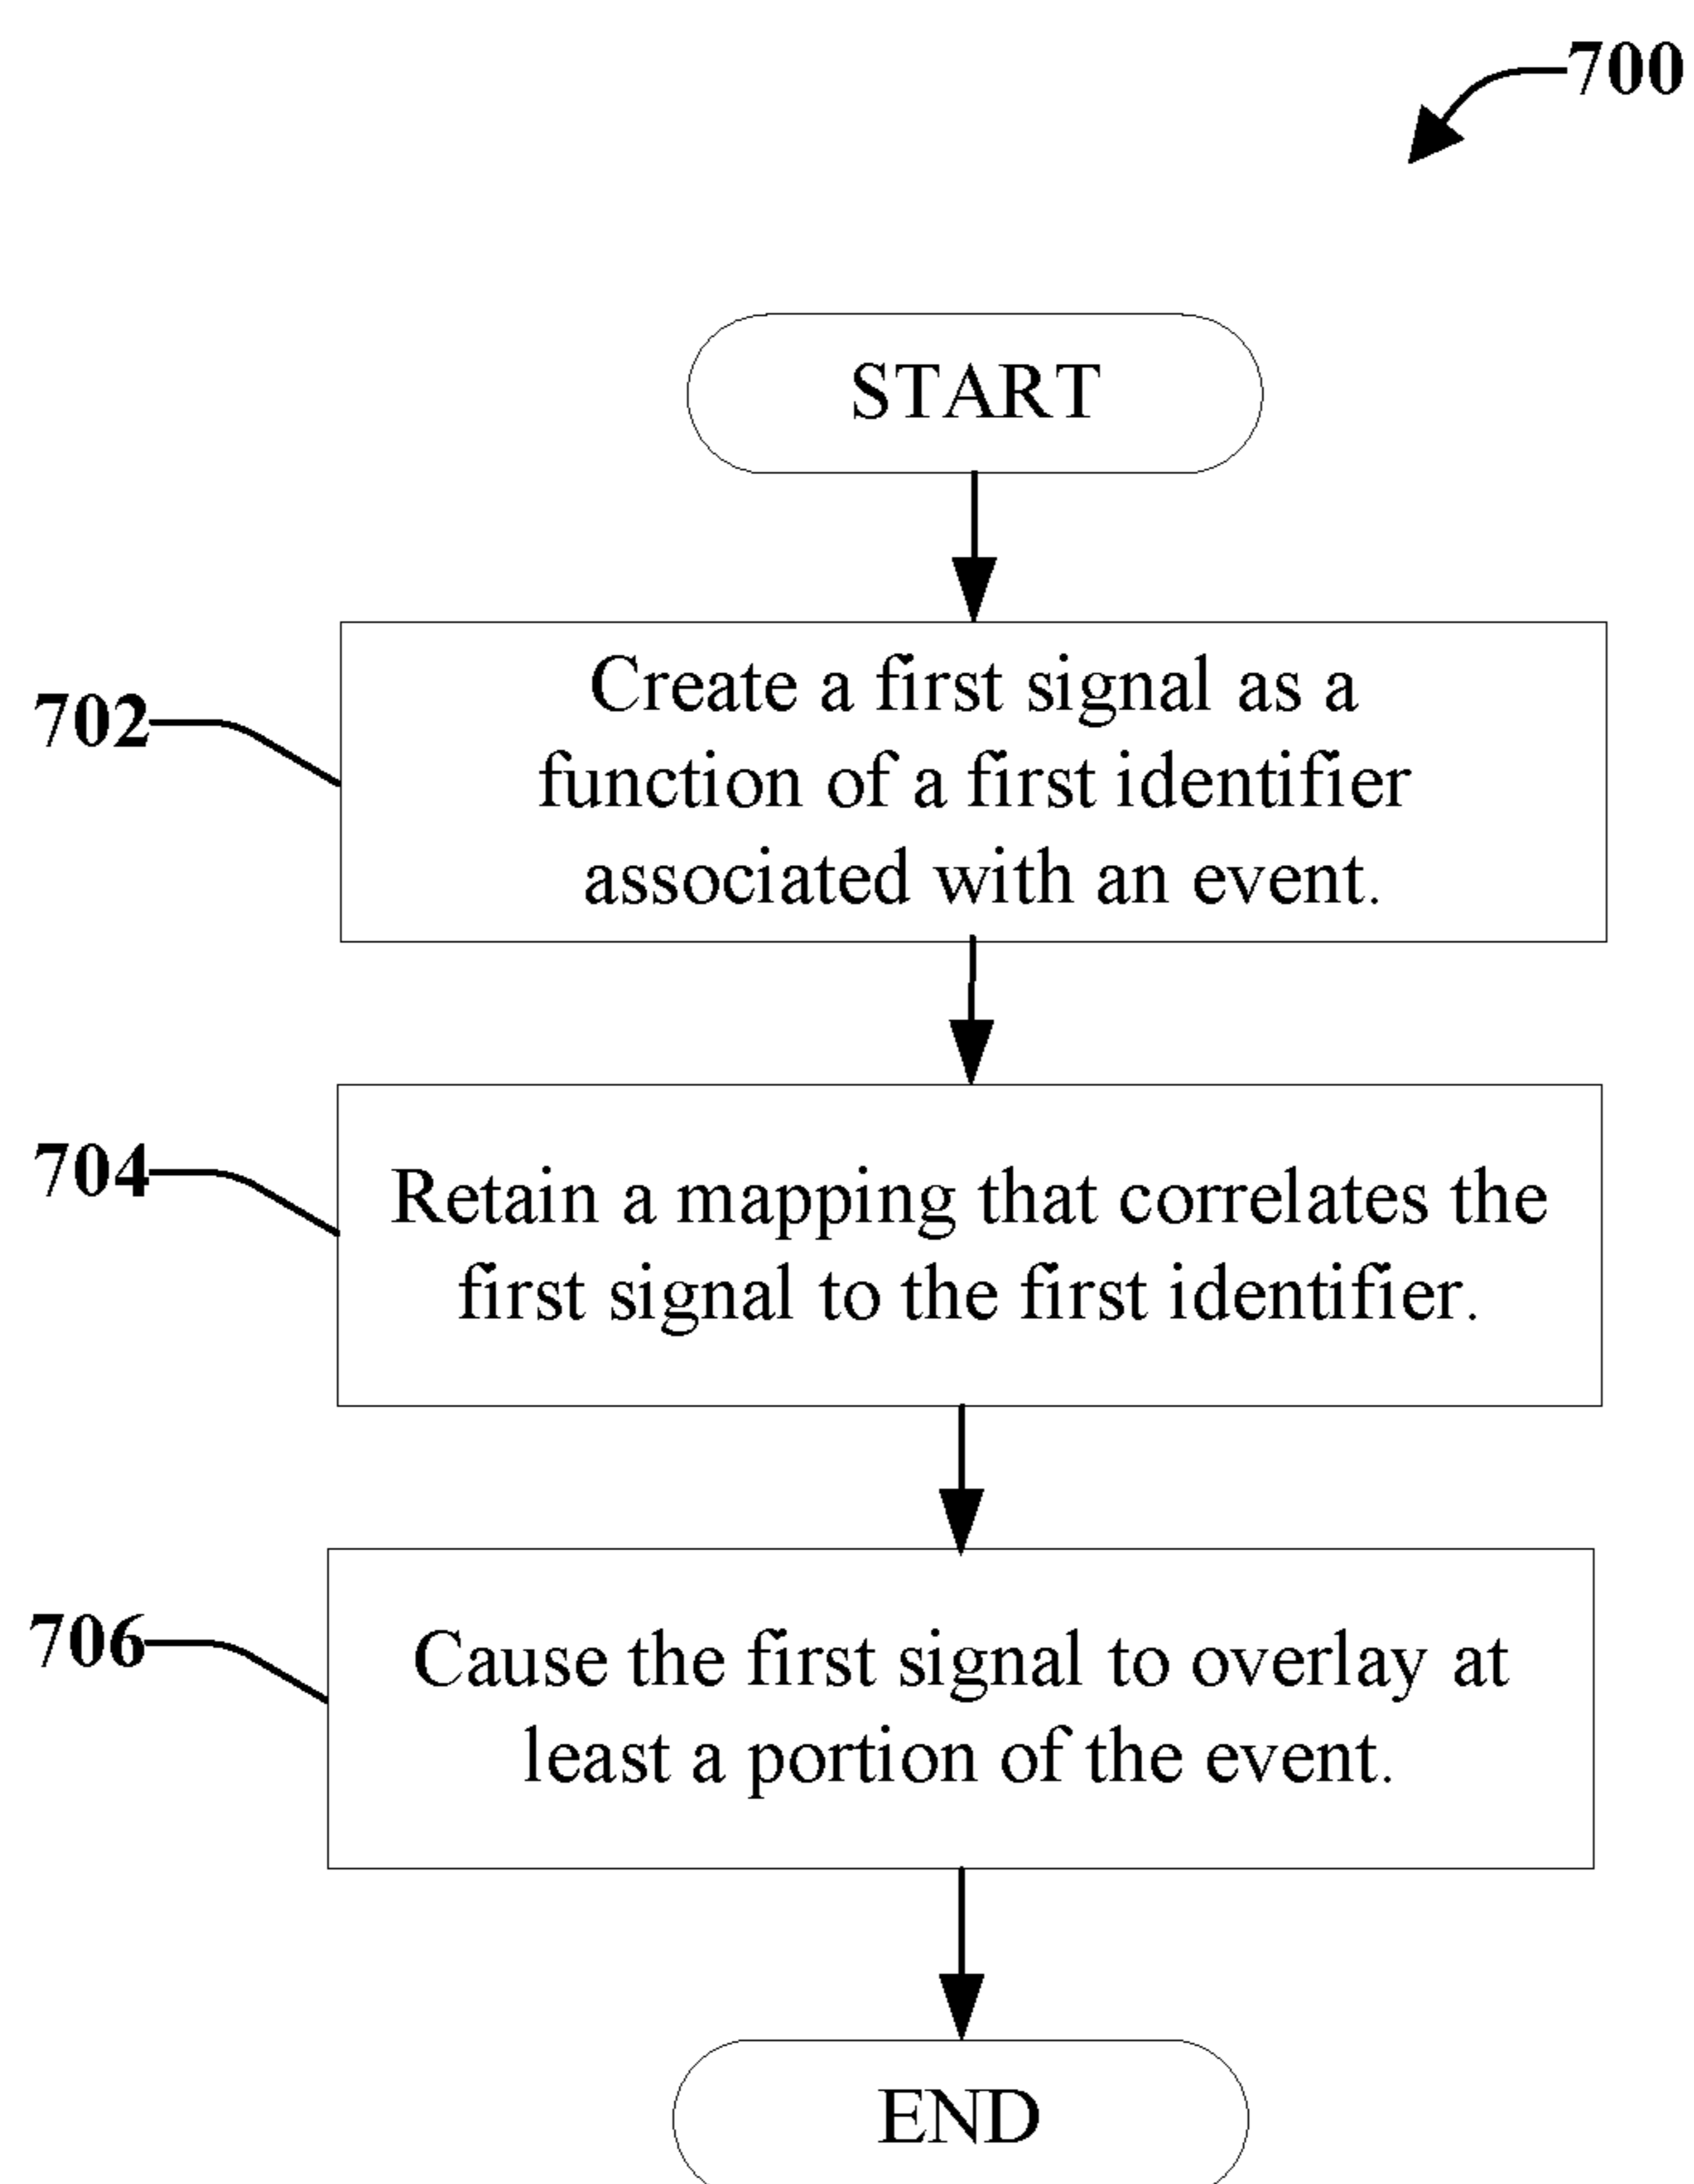 700
START
702
Create a first signal as a
function of a first identifier
associated with an event.
704
Retain a mapping that correlates the
first signal to the first identifier.
706
Cause the first signal to overlay at
least a portion of the event.
END